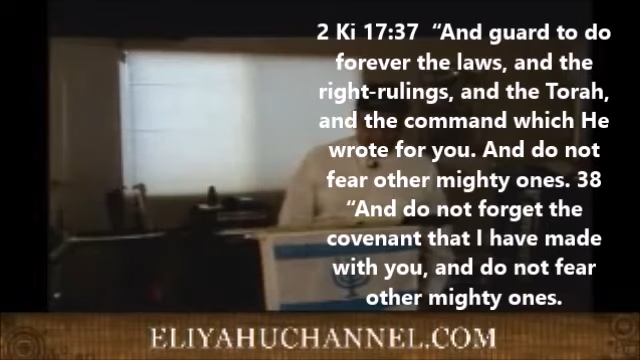 2 Ki 17:37  “And guard to do
forever the laws, and the
right-rulings, and the Torah,
and the command which He
wrote for you. And do not
fear other mighty ones. 38
“And do not forget the
covenant that I have made
with you, and do not fear
other mighty ones.
ELIYAHUCHANNEL.COM